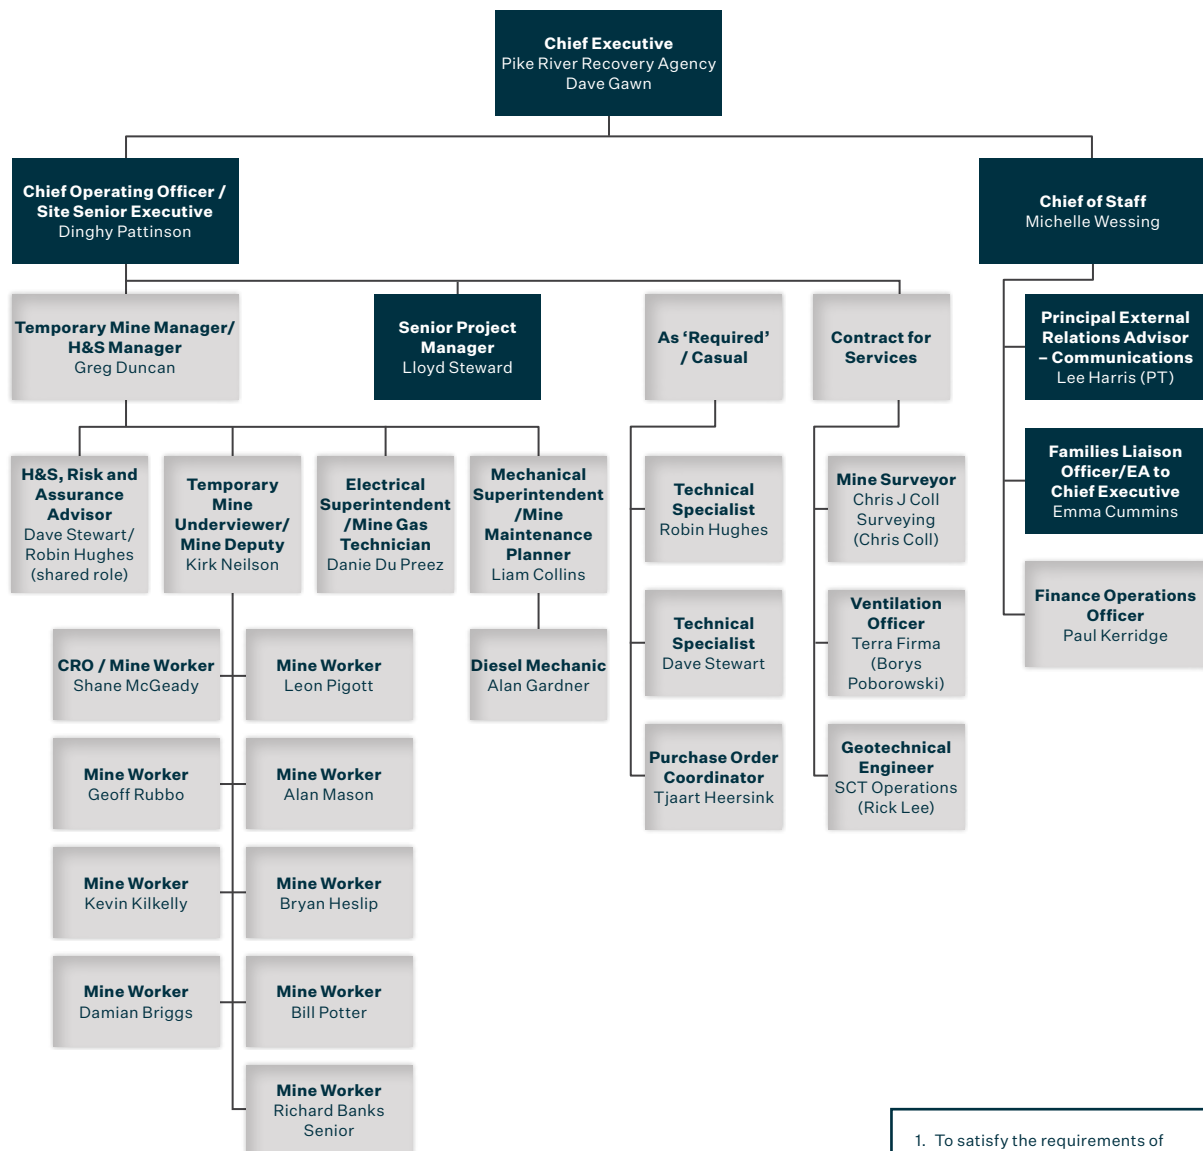 Chief Executive
Pike River Recovery Agency
Dave Gawn
Chief Operating Officer /
Site Senior Executive
Dinghy Pattinson
Chief of Staff
Michelle Wessing
Temporary Mine Manager/
H&S Manager
Greg Duncan
Senior Project
Manager
Lloyd Steward
As ‘Required’
/ Casual
Contract for
Services
Principal External
Relations Advisor
– Communications
Lee Harris (PT)
Families Liaison
Officer/EA to
Chief Executive
Emma Cummins
Finance Operations
Officer
Paul Kerridge
H&S, Risk and
Assurance
Advisor
Dave Stewart/
Robin Hughes
(shared role)
Temporary
Mine
Underviewer/
Mine Deputy
Kirk Neilson
Electrical
Superintendent
/Mine Gas
Technician
Danie Du Preez
Mechanical
Superintendent
/Mine
Maintenance
Planner
Liam Collins
Technical
Specialist
Robin Hughes
Mine Surveyor
Chris J Coll
Surveying
(Chris Coll)
Technical
Specialist
Dave Stewart
Ventilation
Officer
Terra Firma
(Borys
Poborowski)
Purchase Order
Coordinator
Tjaart Heersink
Geotechnical
Engineer
SCT Operations
(Rick Lee)
CRO / Mine Worker
Shane McGeady
Mine Worker
Leon Pigott
Diesel Mechanic
Alan Gardner
Mine Worker
Geoff Rubbo
Mine Worker
Alan Mason
Mine Worker
Kevin Kilkelly
Mine Worker
Bryan Heslip
Mine Worker
Damian Briggs
Mine Worker
Bill Potter
Mine Worker
Richard Banks
Senior
1. To satisfy the requirements of